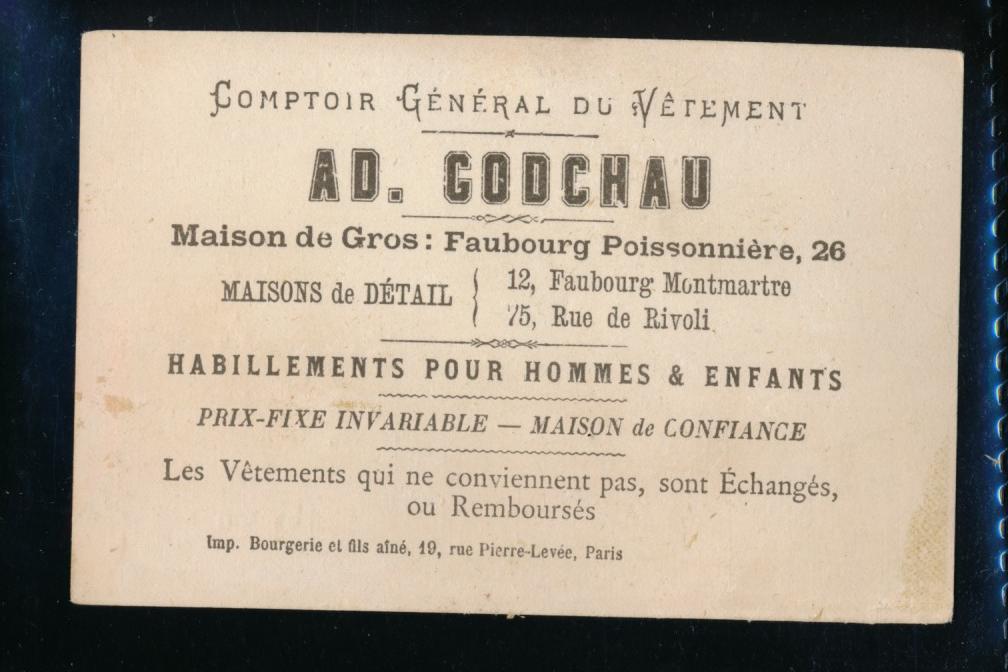 COMPTOIR GÉNÉRAL DU VÊTEMENT
AD. GODCHAU
Maison de Gros: Faubourg Poissonnière, 26
MAISONS de DÉTAIL { 12, Faubourg Montmartre
75, Rue de Rivoli
HABILLEMENTS POUR HOMMES & ENFANTS
PRIX-FIXE INVARIABLE — MAISON de CONFIANCE
Les Vêtements qui ne conviennent pas, sont Échangés,
ou Remboursés
Imp. Bourgerie et fils aîné, 19, rue Pierre-Levée, Paris